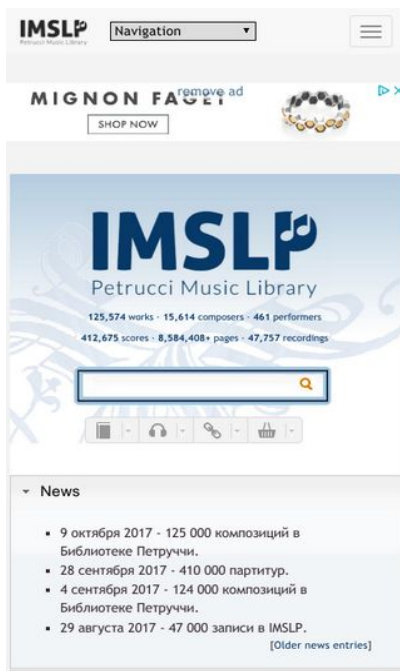 IMSLP
Petrucci Music Library
Navigation
remove ad
MIGNON FAGET
SHOP NOW
IMSLP
Petrucci Music Library
125,574 works · 15,614 composers · 461 performers
412,675 scores · 8,584,408+ pages · 47,757 recordings
News
9 октября 2017 - 125 000 композиций в
Библиотеке Петруччи.
28 сентября 2017 - 410 000 партитур.
4 сентября 2017 - 124 000 композиций в
Библиотеке Петруччи.
29 августа 2017 - 47 000 записи в IMSLP.
[Older news entries]